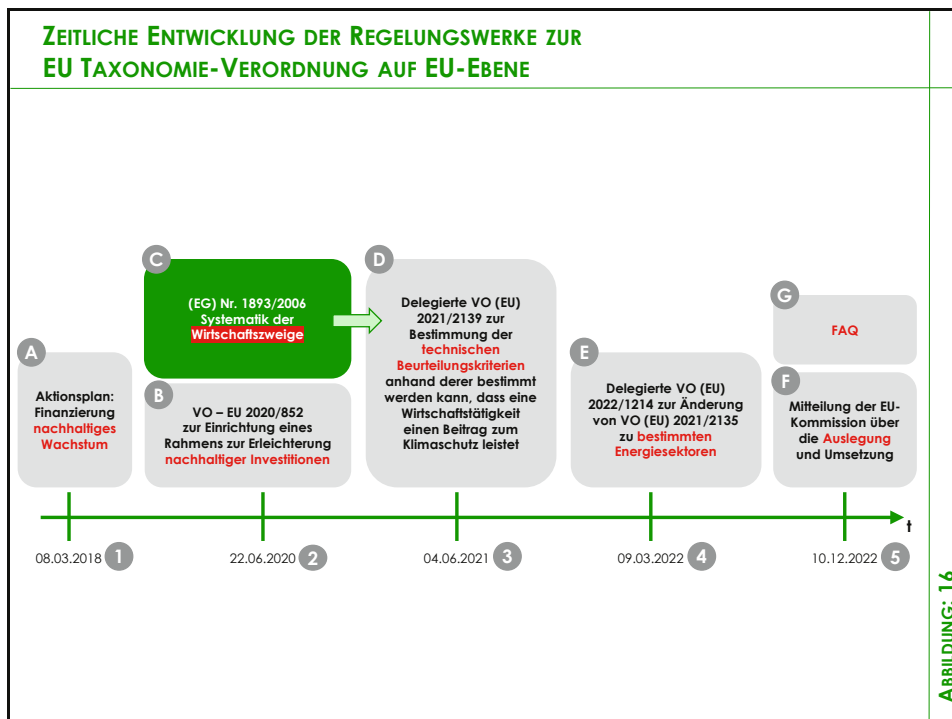 ZEITLICHE ENTWICKLUNG DER REGELUNGSWERKE ZUR
EU TAXONOMIE-VERORDNUNG AUF EU-EBENE
A
Aktionsplan:
Finanzierung
nachhaltiges
Wachstum
C
(EG) Nr. 1893/2006
Systematik der
Wirtschaftszweige
B
VO – EU 2020/852
zur Einrichtung eines
Rahmens zur Erleichterung
nachhaltiger Investitionen
D
Delegierte VO (EU)
2021/2139 zur
Bestimmung der
technischen
Beurteilungskriterien
anhand derer bestimmt
werden kann, dass eine
Wirtschaftstätigkeit
einen Beitrag zum
Klimaschutz leistet
E
Delegierte VO (EU)
2022/1214 zur Änderung
von VO (EU) 2021/2135
zu bestimmten
Energiesektoren
G
FAQ
F
Mitteilung der EU-
Kommission über
die Auslegung
und Umsetzung
t
08.03.2018 1
22.06.2020 2
04.06.2021 3
09.03.2022 4
10.12.2022 5
ABBILDUNG: 16